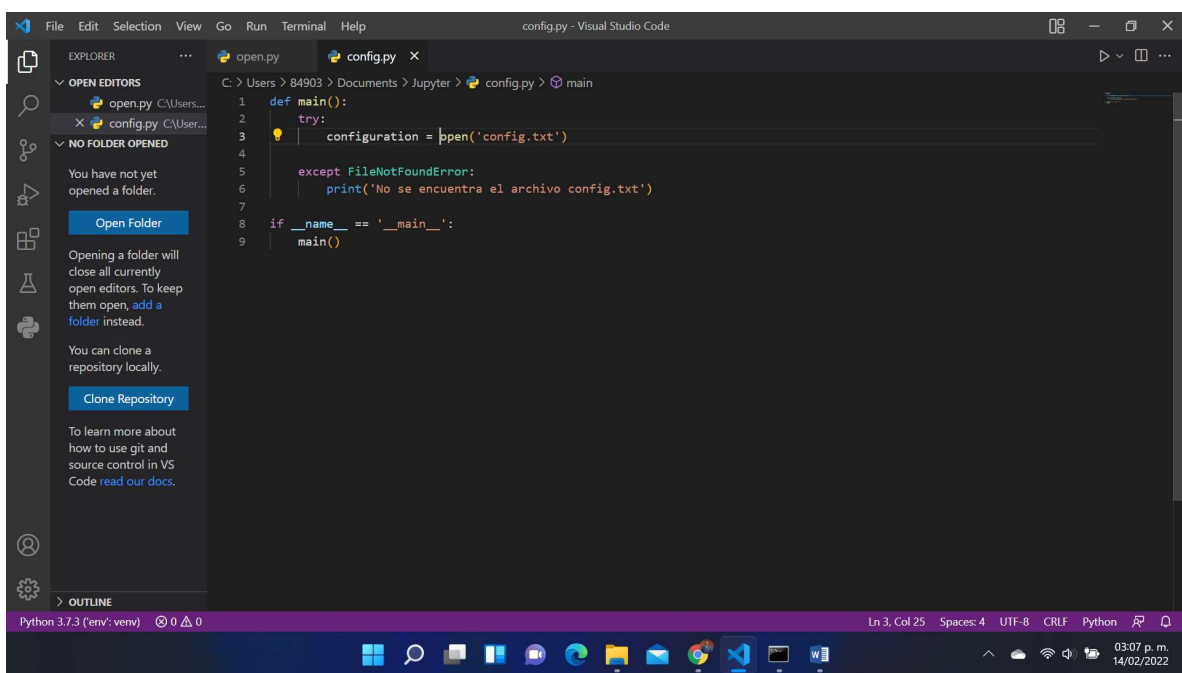 File Edit Selection View Go Run Terminal Help
config.py - Visual Studio Code
EXPLORER
OPEN EDITORS
open.py C:\Users...
config.py C:\User...
NO FOLDER OPENED
You have not yet
opened a folder.
Open Folder
Opening a folder will
close all currently
open editors. To keep
them open, add a
folder instead.
You can clone a
repository locally.
Clone Repository
To learn more about
how to use git and
source control in VS
Code read our docs.
OUTLINE
open.py
config.py
C: > Users > 84903 > Documents > Jupyter > config.py > main
1 def main():
2 try:
3 configuration = open('config.txt')
4
5 except FileNotFoundError:
6 print('No se encuentra el archivo config.txt')
7
8 if __name__ == '__main__':
9 main()
Python 3.7.3 ('env': venv) 0 0
Ln 3, Col 25 Spaces: 4 UTF-8 CRLF Python
03:07 p. m.
14/02/2022